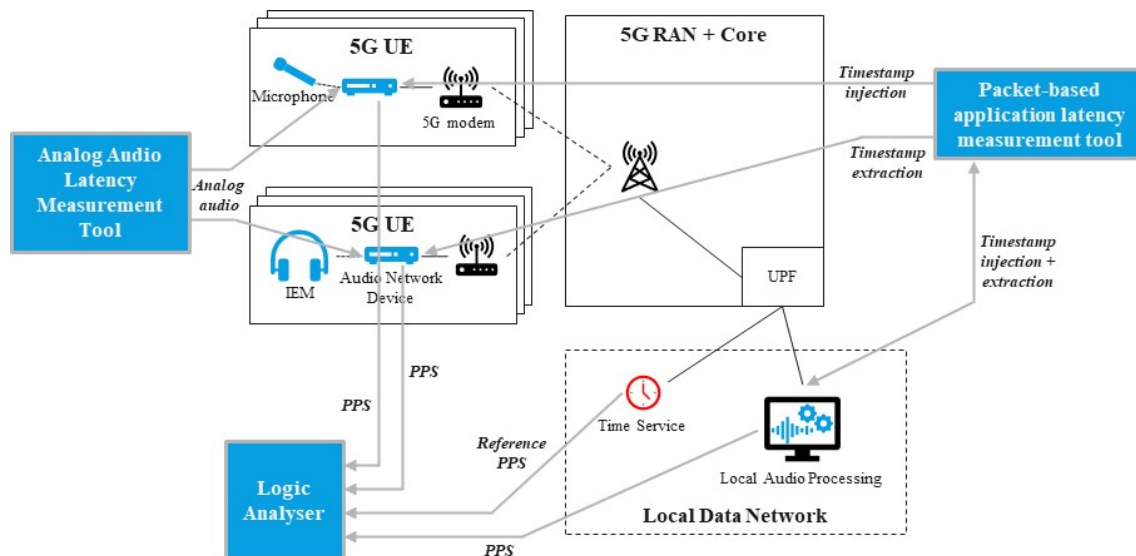 5G UE
Microphone
5G modem
5G RAN + Core
Timestamp
injection
Packet-based
application latency
measurement tool
Analog Audio
Latency
Measurement
Tool
Analog
audio
Timestamp
extraction
5G UE
IEM
Audio Network
Device
UPF
Timestamp
injection +
extraction
PPS
PPS
Reference
PPS
Time Service
Local Audio Processing
Logic
Analyser
Local Data Network
PPS